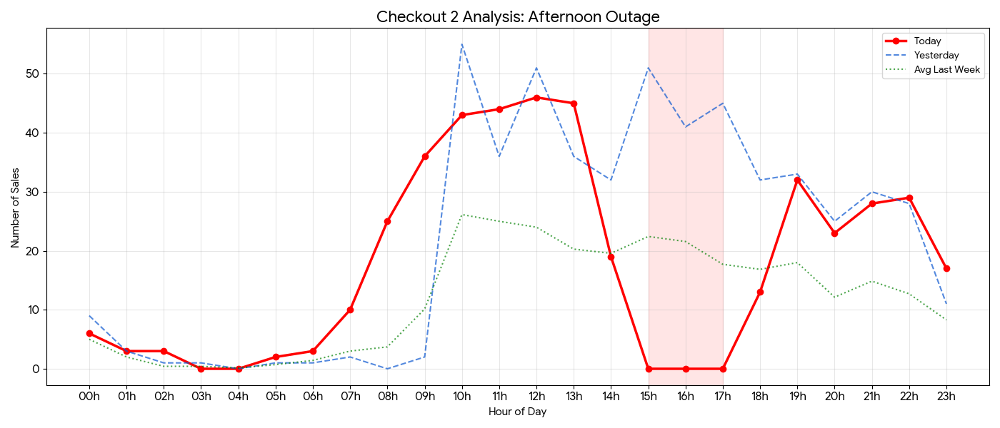 Checkout 2 Analysis: Afternoon Outage
Today
Yesterday
Avg Last Week
Number of Sales
50
40
30
20
10
0
00h 01h 02h 03h 04h 05h 06h 07h 08h 09h 10h 11h 12h 13h 14h 15h 16h 17h 18h 19h 20h 21h 22h 23h
Hour of Day